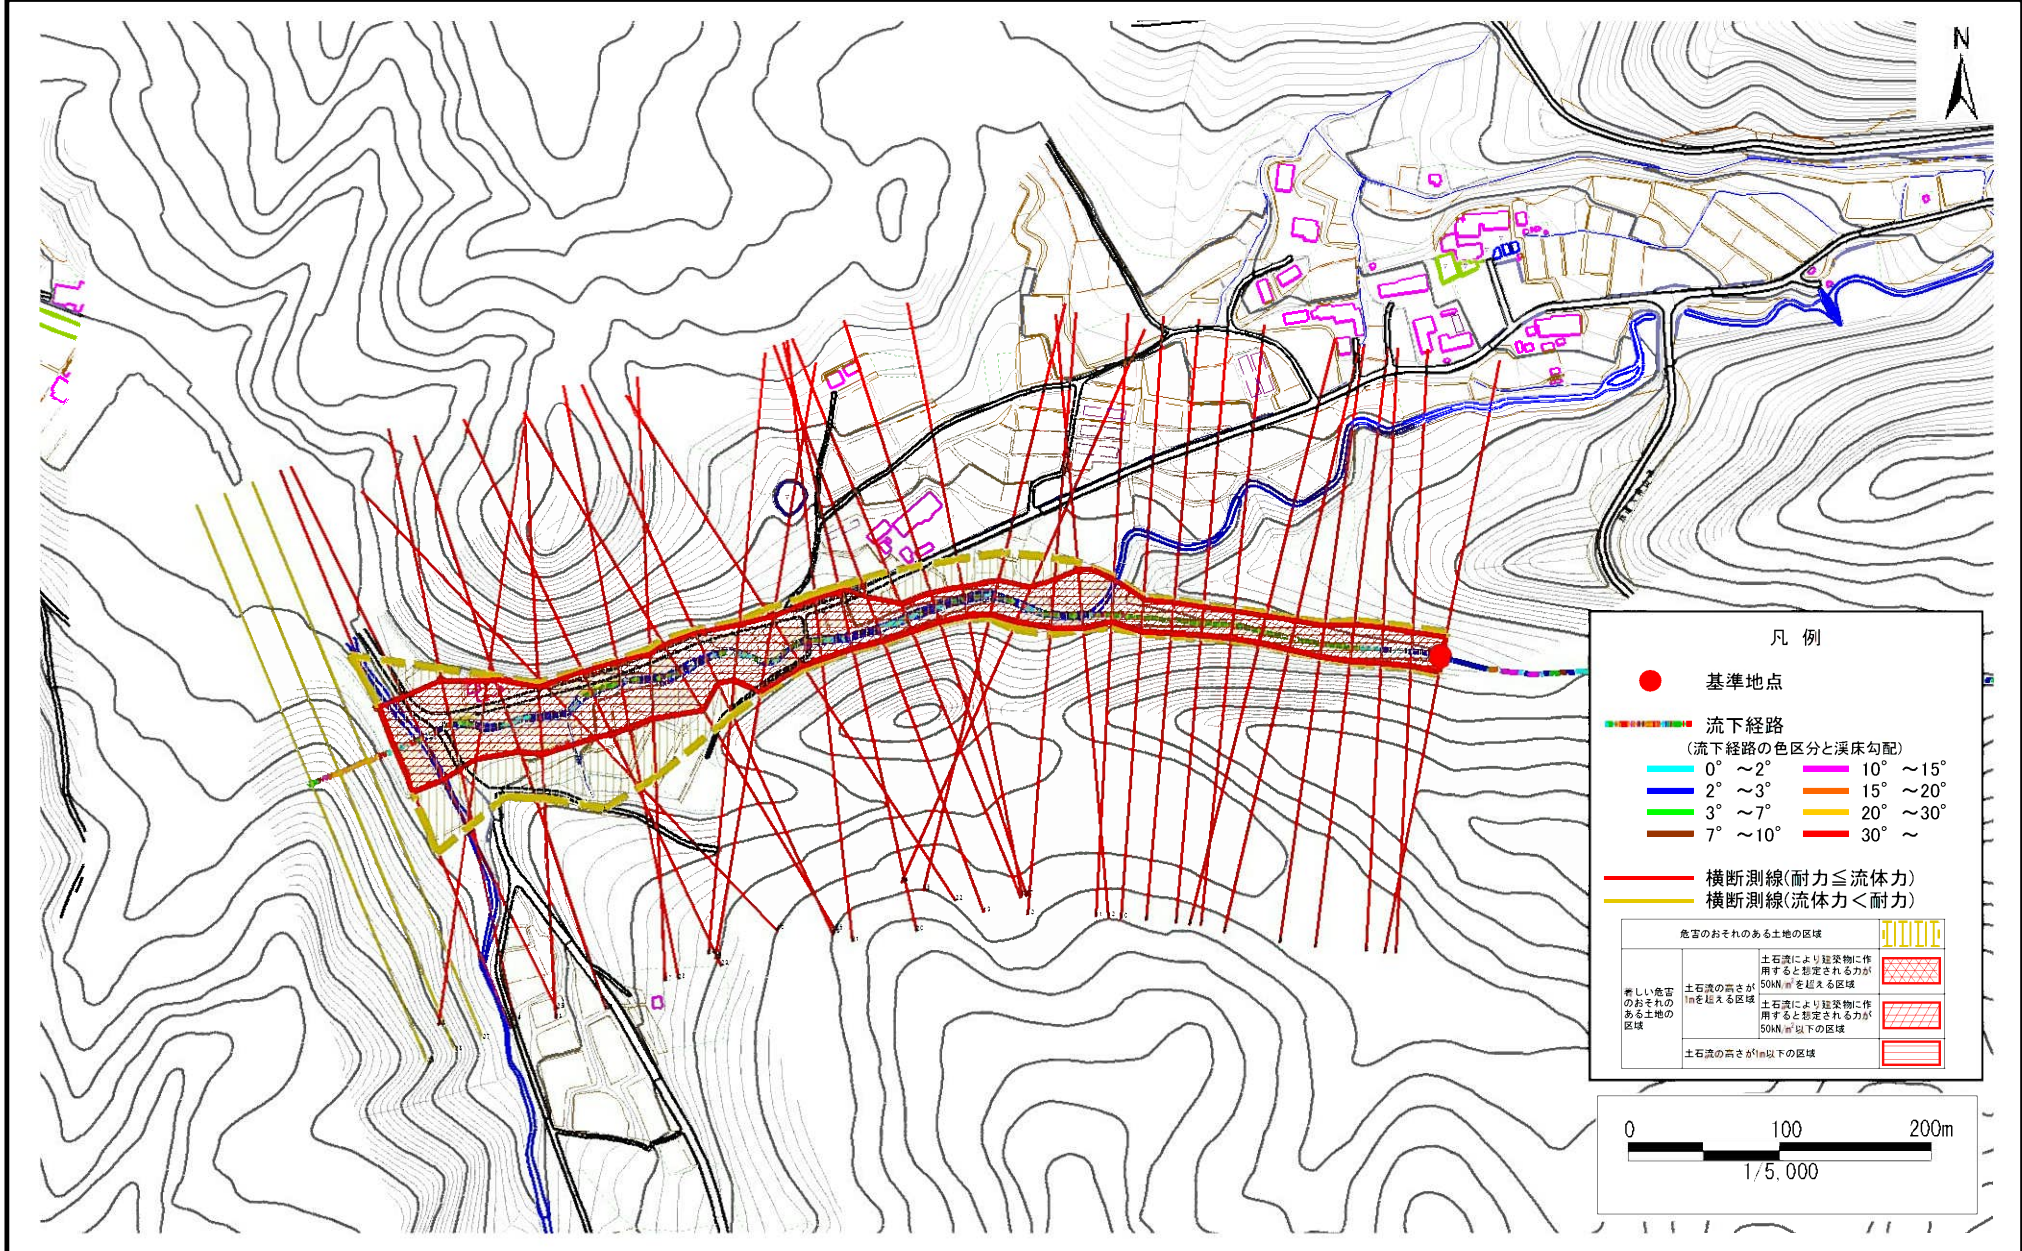 N
凡 例
基準地点
流下経路
(流下経路の色区分と渓床勾配)
0° ～2° 10° ～15°
2° ～3° 15° ～20°
3° ～7° 20° ～30°
7° ～10° 30° ～
横断測線(耐力≦流体力)
横断測線(流体力＜耐力)
危害のおそれのある土地の区域
著しい危害
のおそれの
ある土地の
区域
土石流の高さが
1mを超える区域
土石流により建築物に作
用すると想定される力が
50kN/㎡を超える区域
土石流により建築物に作
用すると想定される力が
50kN/㎡以下の区域
土石流の高さが1m以下の区域
0 100 200m
1/5,000